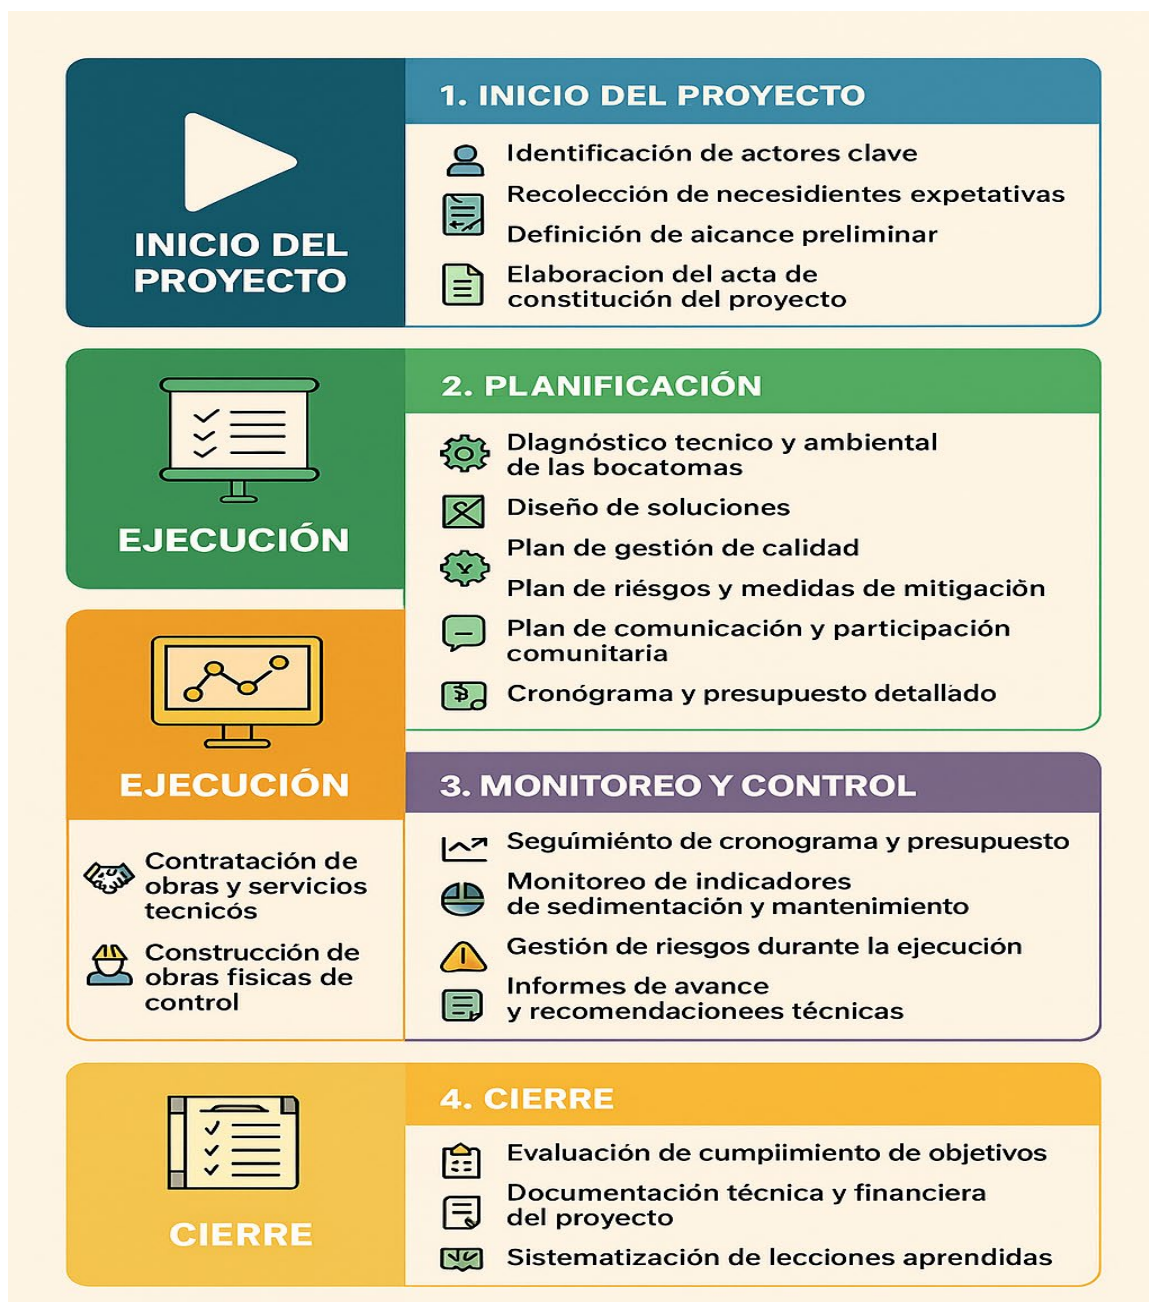 INICIO DEL
PROYECTO
1. INICIO DEL PROYECTO
Identificación de actores clave
Recolección de necesidientes expetativas
Definición de aicance preliminar
Elaboracion del acta de
constitución del proyecto
EJECUCIÓN
2. PLANIFICACIÓN
Dlagnóstico tecnico y ambiental
de las bocatomas
Diseño de soluciones
Plan de gestión de calidad
Plan de riésgos y medidas de mitigaciòn
Plan de comunicación y participación
comunitaria
Cronógrama y presupuesto detallado
EJECUCIÓN
Contratación de
obras y servicios
tecnicós
Construcción de
obras fisicas de
control
3. MONITOREO Y CONTROL
Seguímiénto de cronograma y presupuesto
Monitoreo de indicadores
de sedimentación y mantenimiento
Gestión de riesgos durante la ejecución
Informes de avance
y recomendacionees técnicas
CIERRE
4. CIERRE
Evaluación de cumpiimiento de objetivos
Documentación técnica y financiera
del proyecto
Sistematización de lecciones aprendidas